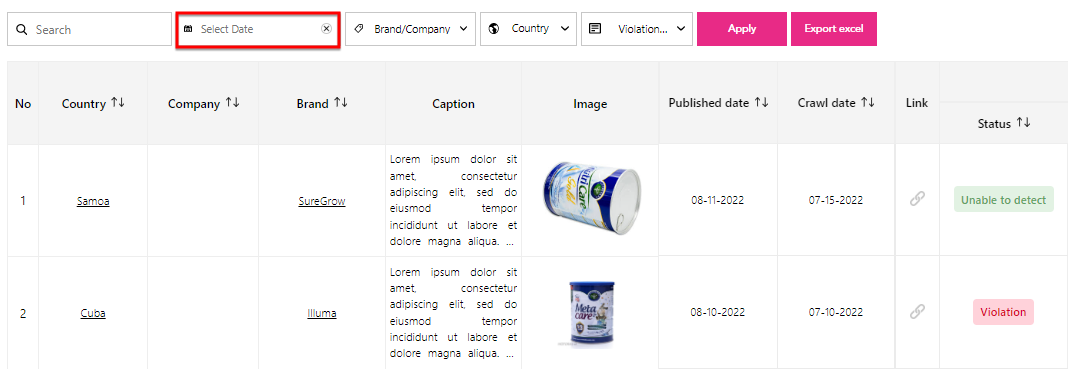 Search
Select Date
Brand/Company
Country
Violation...
Apply
Export excel
No
Country
Company
Brand
Caption
Image
Published date
Crawl date
Link
Status
1
Samoa
SureGrow
Lorem ipsum dolor sit
amet, consectetur
adipiscing elit, sed do
eiusmod tempor
incididunt ut labore et
dolore magna aliqua. ...
NutriCare
Gold
08-11-2022
07-15-2022
Unable to detect
2
Cuba
Illuma
Lorem ipsum dolor sit
amet, consectetur
adipiscing elit, sed do
eiusmod tempor
incididunt ut labore et
dolore magna aliqua. ...
Meta
care
08-10-2022
07-10-2022
Violation